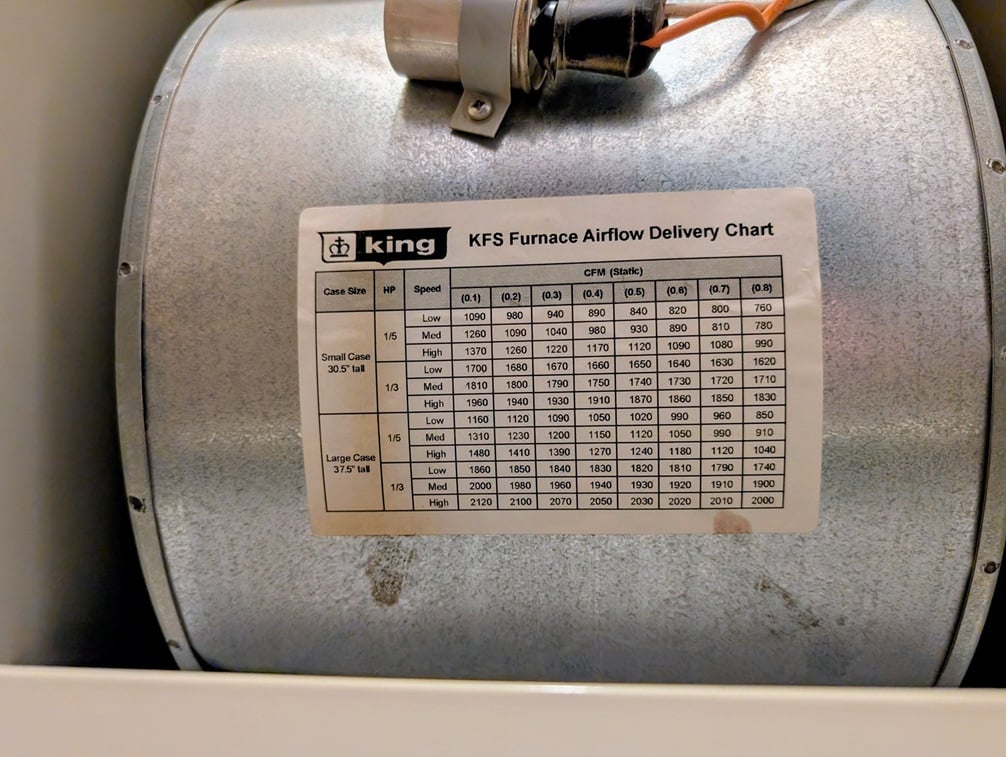 king
KFS Furnace Airflow Delivery Chart
Case Size HP Speed CFM (Static)
(0.1) (0.2) (0.3) (0.4) (0.5) (0.6) (0.7) (0.8)
Small Case 30.5" tall 1/5 Low 1090 980 940 890 840 820 800 760
Med 1260 1090 1040 980 930 890 810 780
High 1370 1260 1220 1170 1120 1090 1080 990
1/3 Low 1700 1680 1670 1660 1650 1640 1630 1620
Med 1810 1800 1790 1750 1740 1730 1720 1710
High 1960 1940 1930 1910 1870 1860 1850 1830
Large Case 37.5" tall 1/5 Low 1160 1120 1090 1050 1020 990 960 850
Med 1310 1230 1200 1150 1120 1050 990 910
High 1480 1410 1390 1270 1240 1180 1120 1040
1/3 Low 1860 1850 1840 1830 1820 1810 1790 1740
Med 2000 1980 1960 1940 1930 1920 1910 1900
High 2120 2100 2070 2050 2030 2020 2010 2000